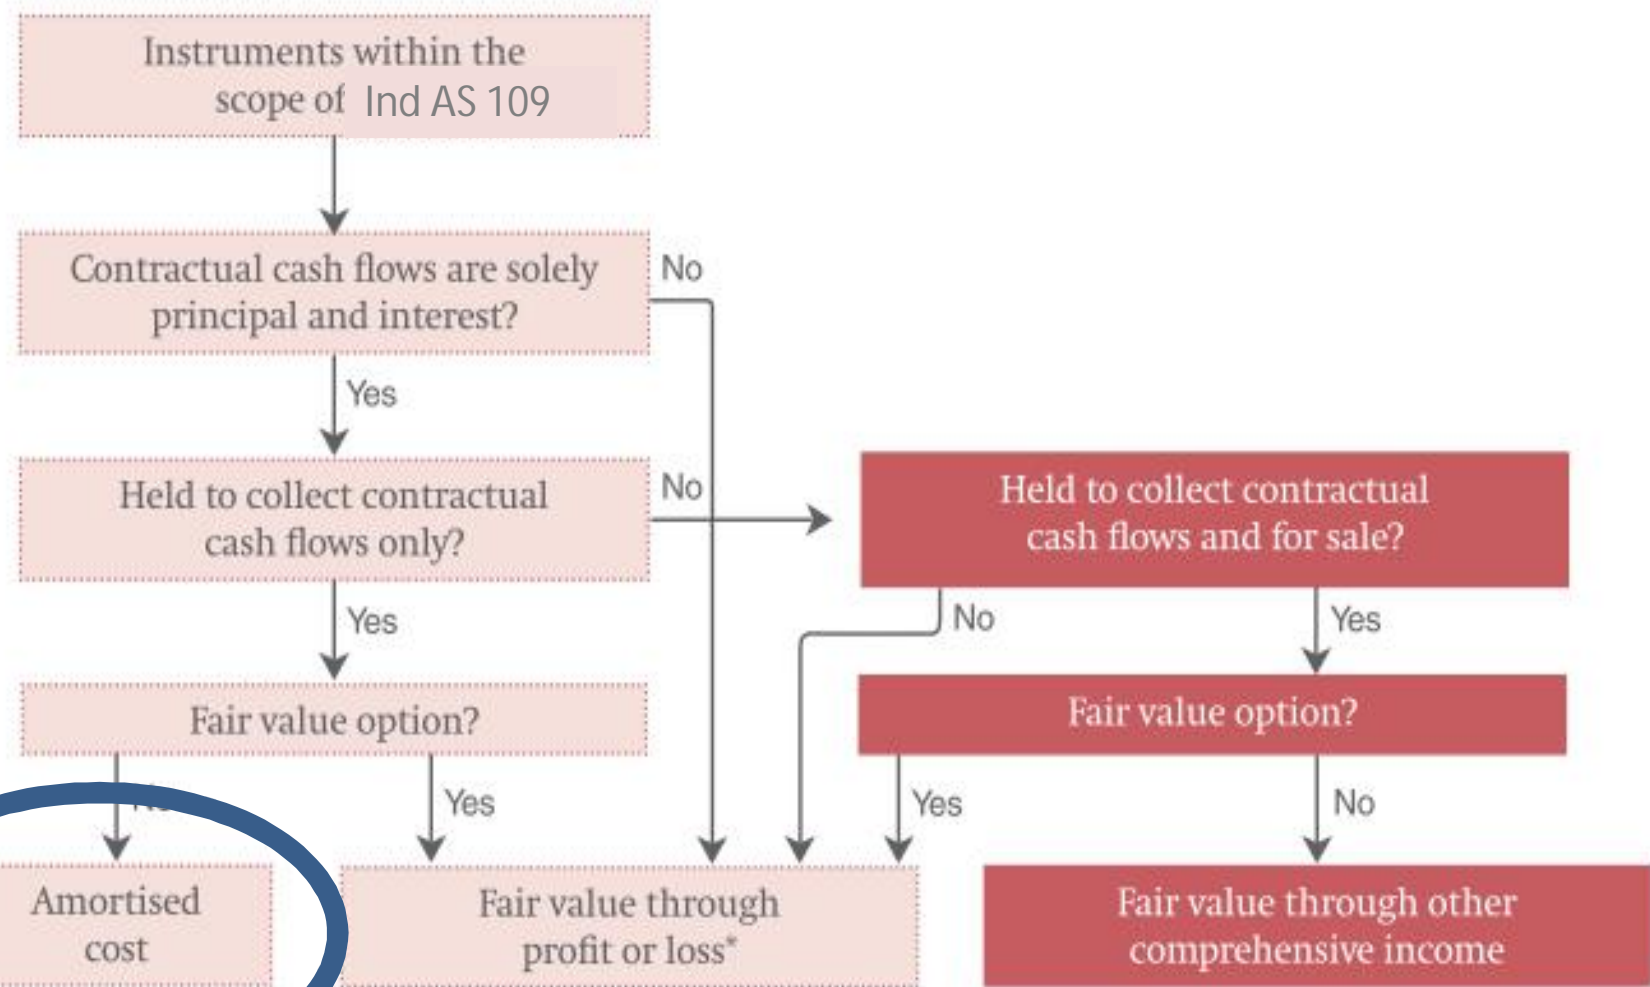 Instruments within the
scope of Ind AS 109
Contractual cash flows are solely
principal and interest?
No
Yes
Held to collect contractual
cash flows only?
No
Held to collect contractual
cash flows and for sale?
Yes
No
Yes
Fair value option?
Fair value option?
Yes
Yes
No
Amortised
cost
Fair value through
profit or loss*
Fair value through other
comprehensive income